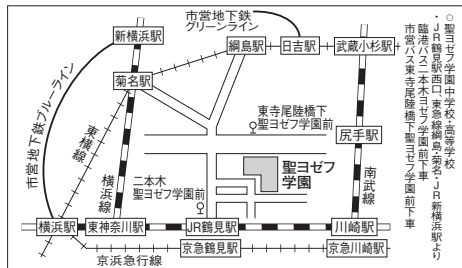 ○聖ヨゼフ学園中学校・高等学校
・JR鶴見駅西口、東急線綱島・菊名・JR新横浜駅より
臨港バス二本木ヨゼフ学園前下車
市営バス東寺尾陸橋下聖ヨゼフ学園前下車
市営地下鉄
グリーンライン
新横浜駅
綱島駅
日吉駅
武蔵小杉駅
菊名駅
市営地下鉄ブルーライン
東横線
横浜線
東寺尾陸橋下
聖ヨゼフ学園前
尻手駅
聖ヨゼフ
学園
南武線
二本木
聖ヨゼフ学園前
横浜駅
東神奈川駅
JR鶴見駅
川崎駅
京急鶴見駅
京急川崎駅
京浜急行線